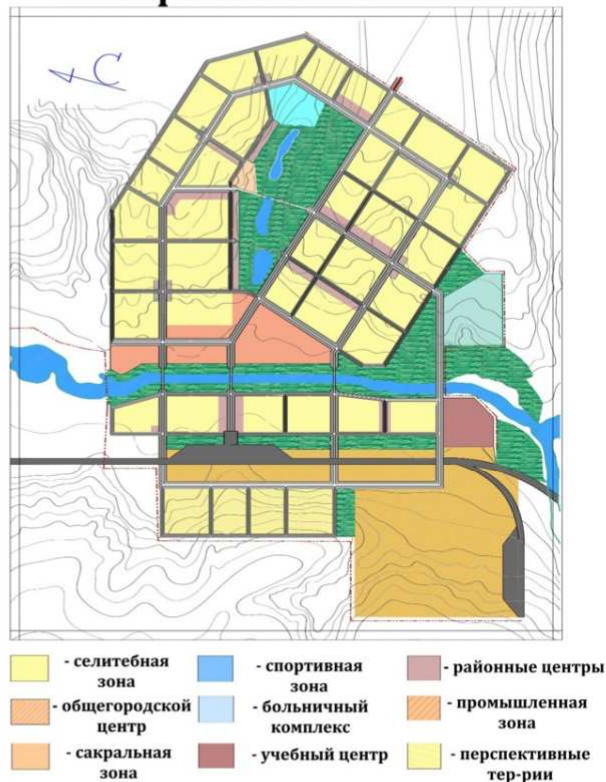 С
- селитебная
зона
- спортивная
зона
- районные центры
- общегородской
центр
- больничный
комплекс
- промышленная
зона
- сакральная
зона
- учебный центр
- перспективные
тер-рии